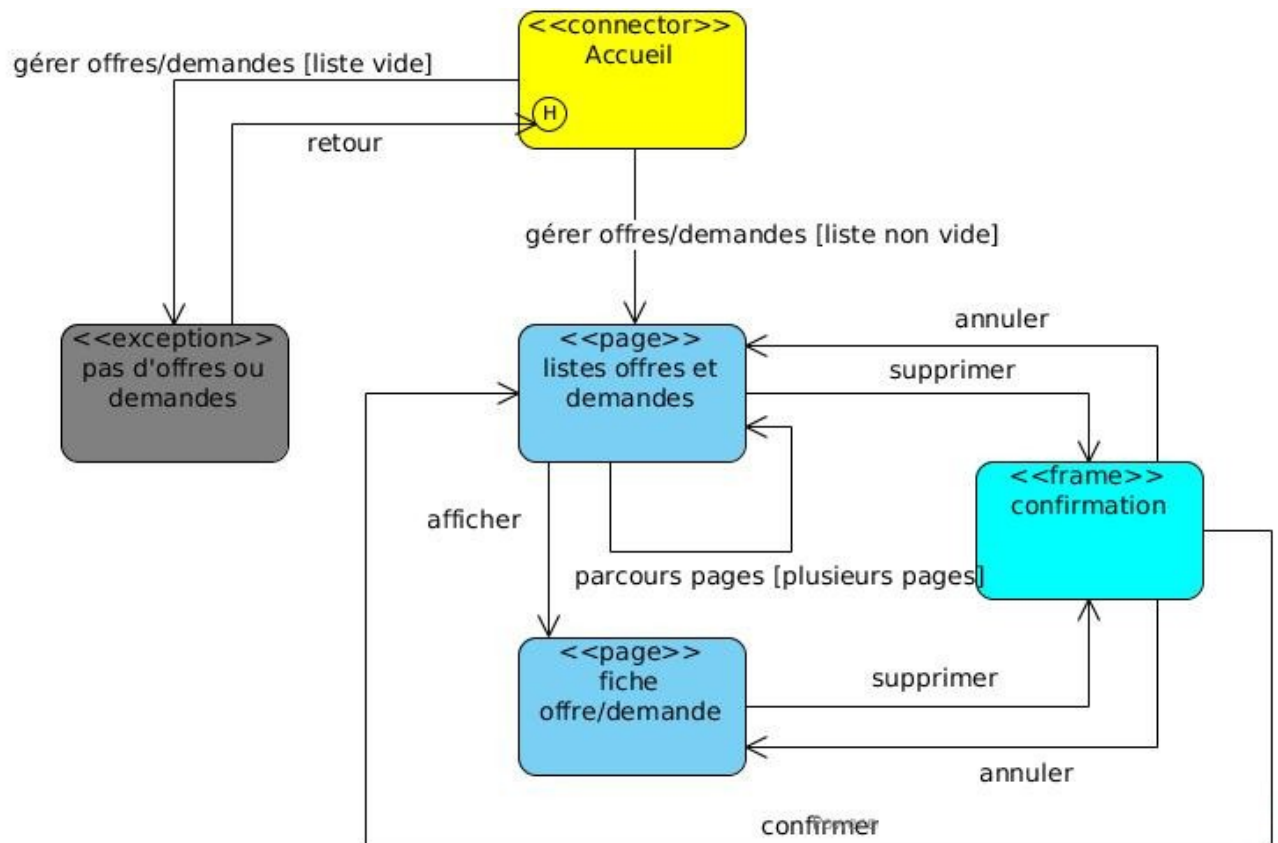 <<connector>>
Accueil
gérer offres/demandes [liste vide]
H
retour
gérer offres/demandes [liste non vide]
<<exception>>
pas d'offres ou
demandes
<<page>>
listes offres et
demandes
annuler
supprimer
<<frame>>
confirmation
afficher
parcours pages [plusieurs pages]
<<page>>
fiche
offre/demande
supprimer
annuler
confirmer